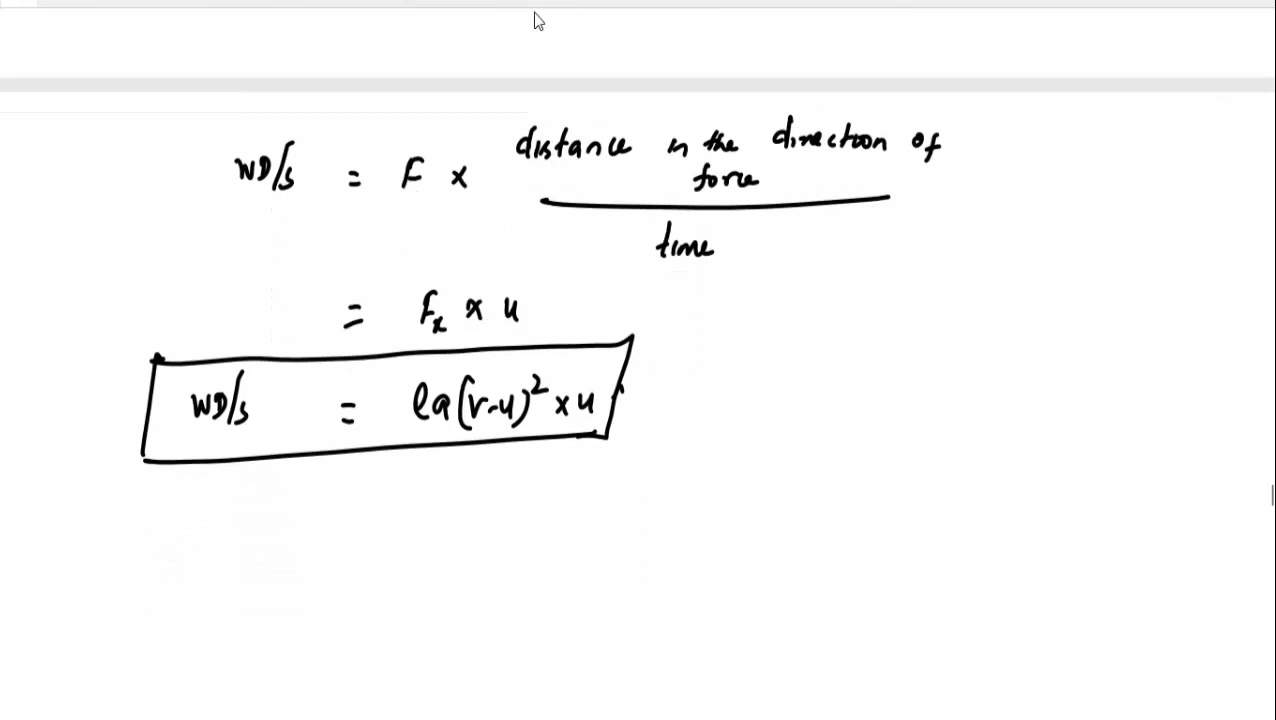 WD/s = F × distance in the direction of
force
time
= Fx × u
WD/s = ρa(v-u)² × u